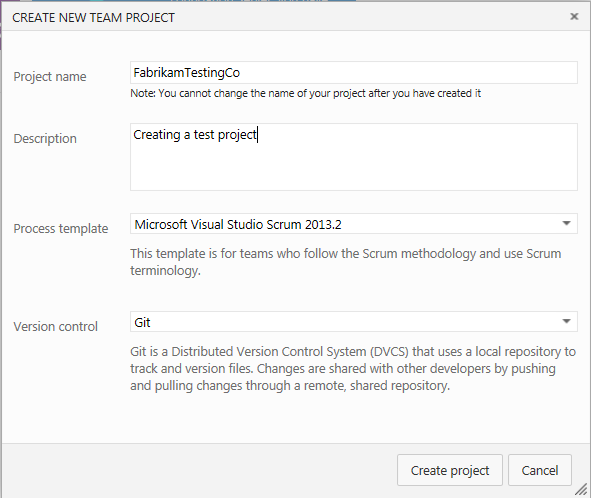 CREATE NEW TEAM PROJECT
Project name
FabrikamTestingCo
Note: You cannot change the name of your project after you have created it
Description
Creating a test project
Process template
Microsoft Visual Studio Scrum 2013.2
This template is for teams who follow the Scrum methodology and use Scrum
terminology.
Version control
Git
Git is a Distributed Version Control System (DVCS) that uses a local repository to
track and version files. Changes are shared with other developers by pushing
and pulling changes through a remote, shared repository.
Create project
Cancel